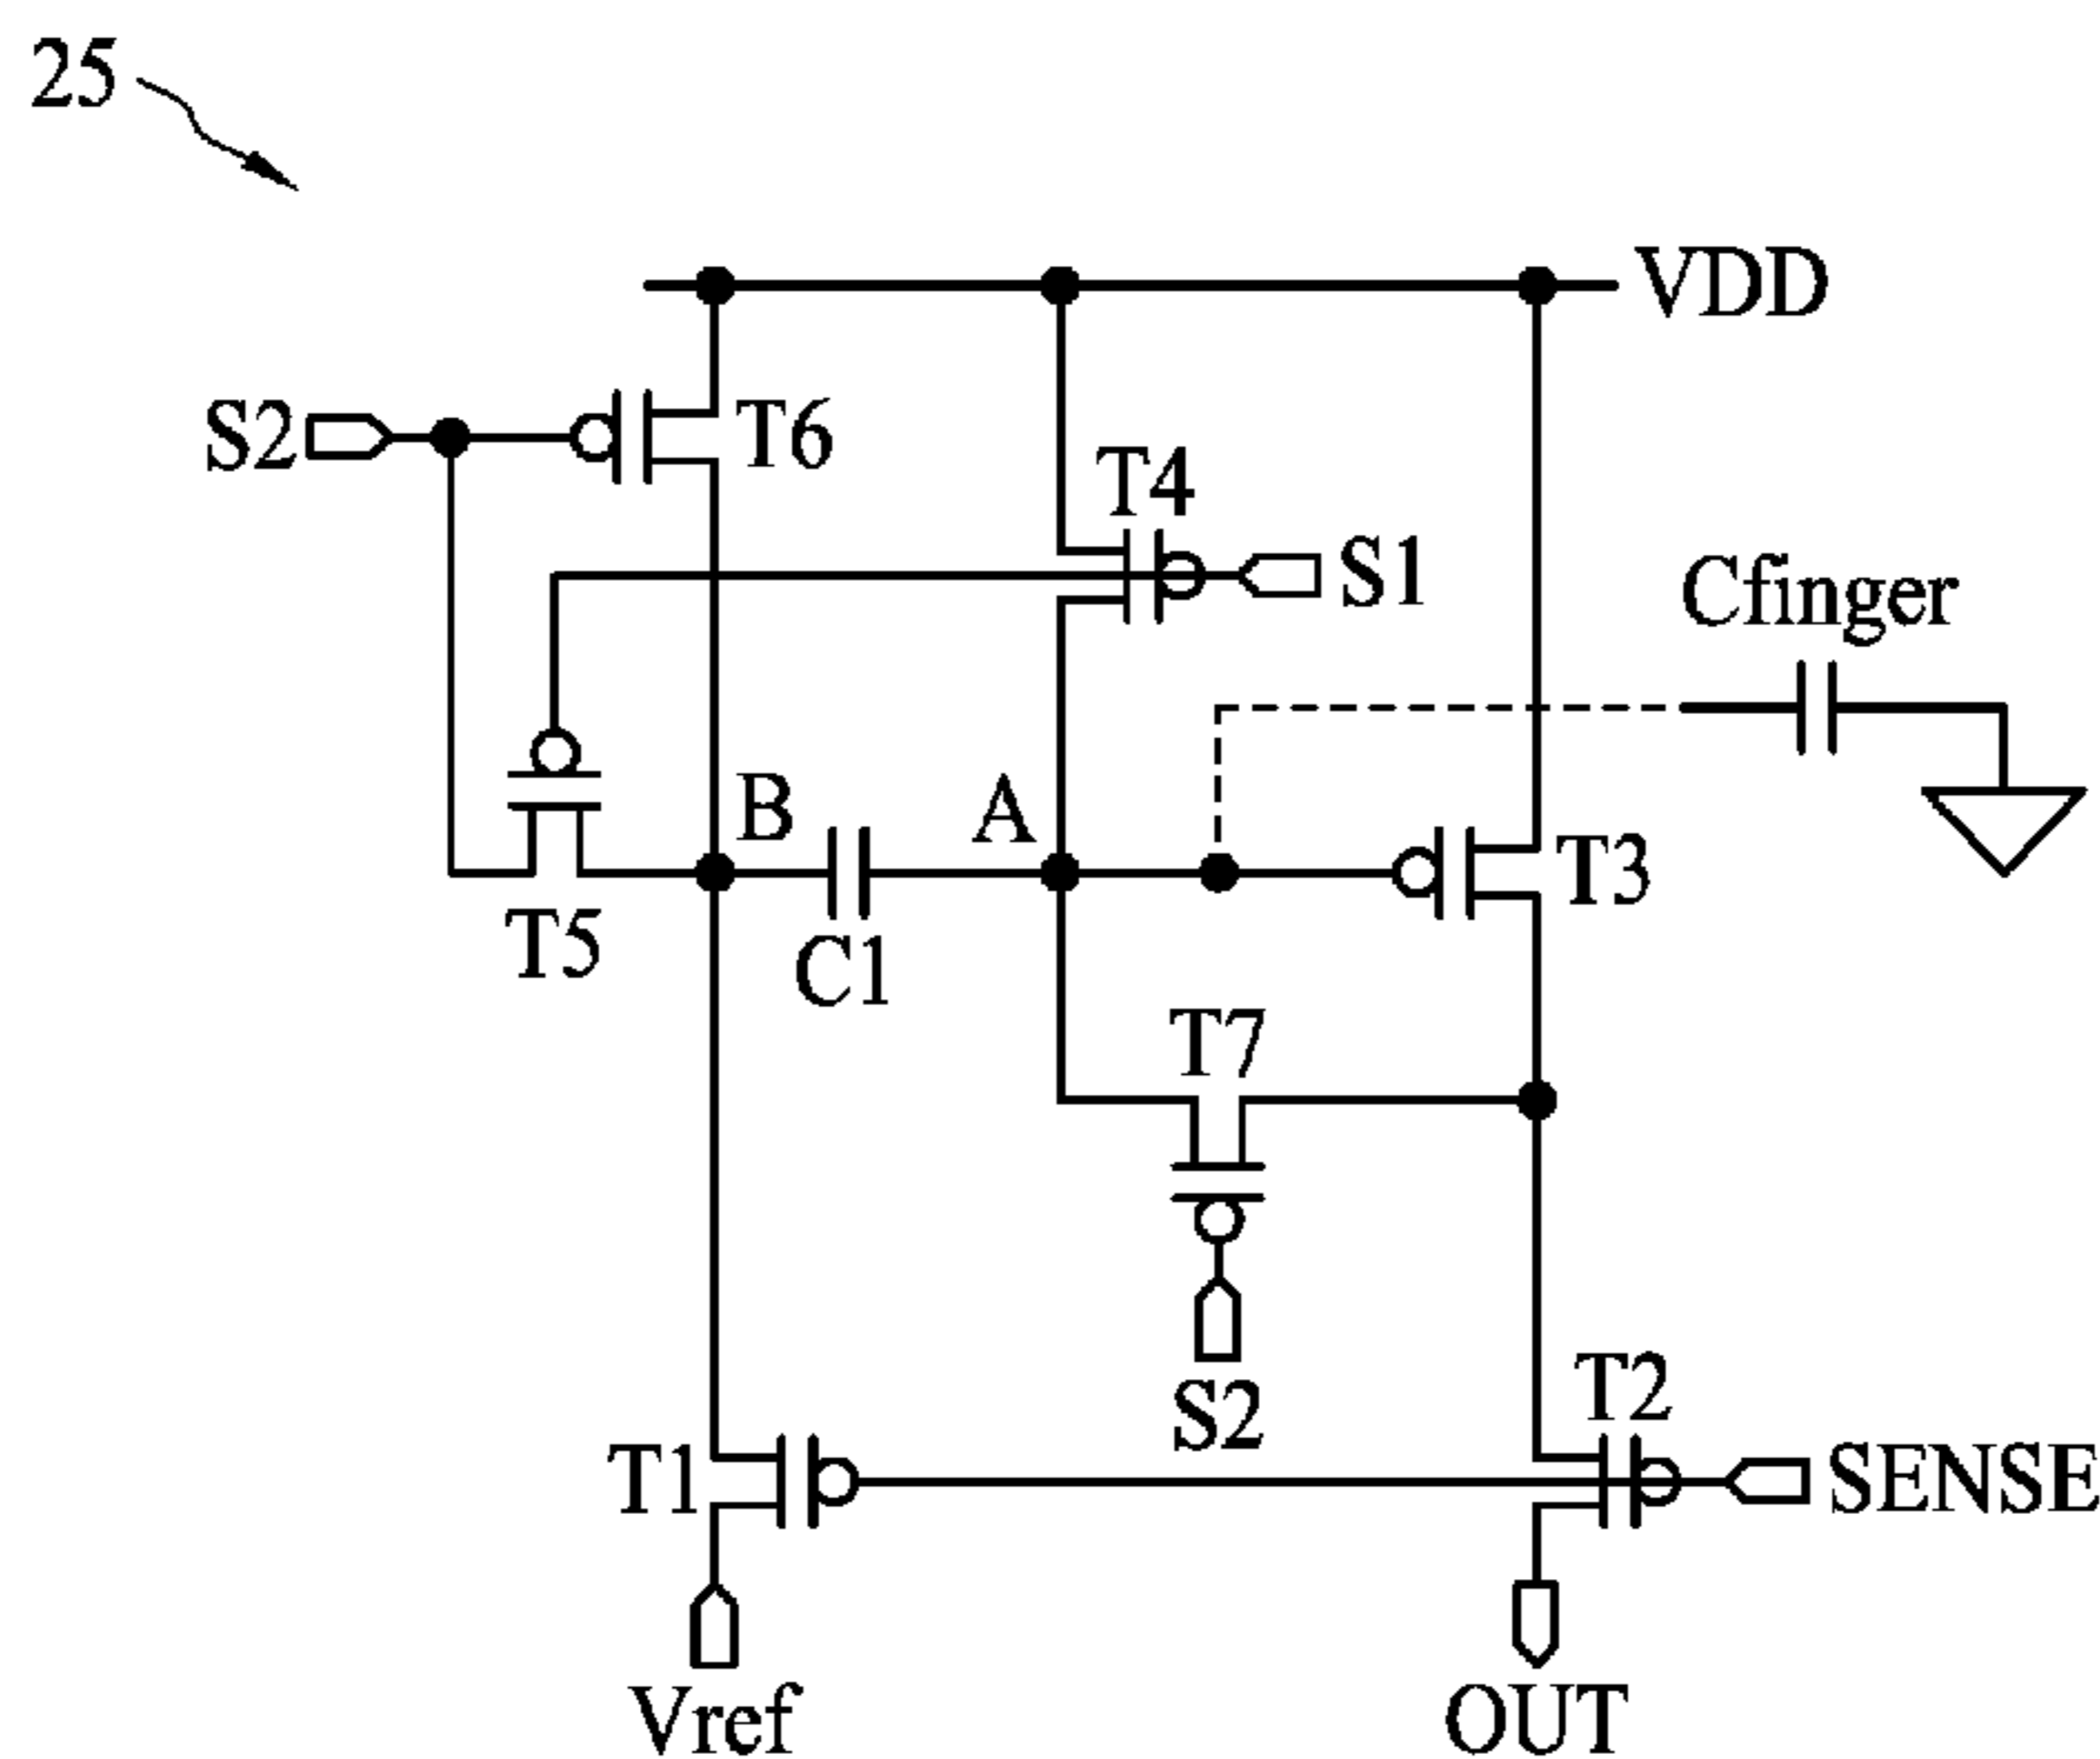 25
VDD
S2
T6
T4
S1
Cfinger
B
A
T3
T5
C1
T7
S2
T2
T1
SENSE
Vref
OUT